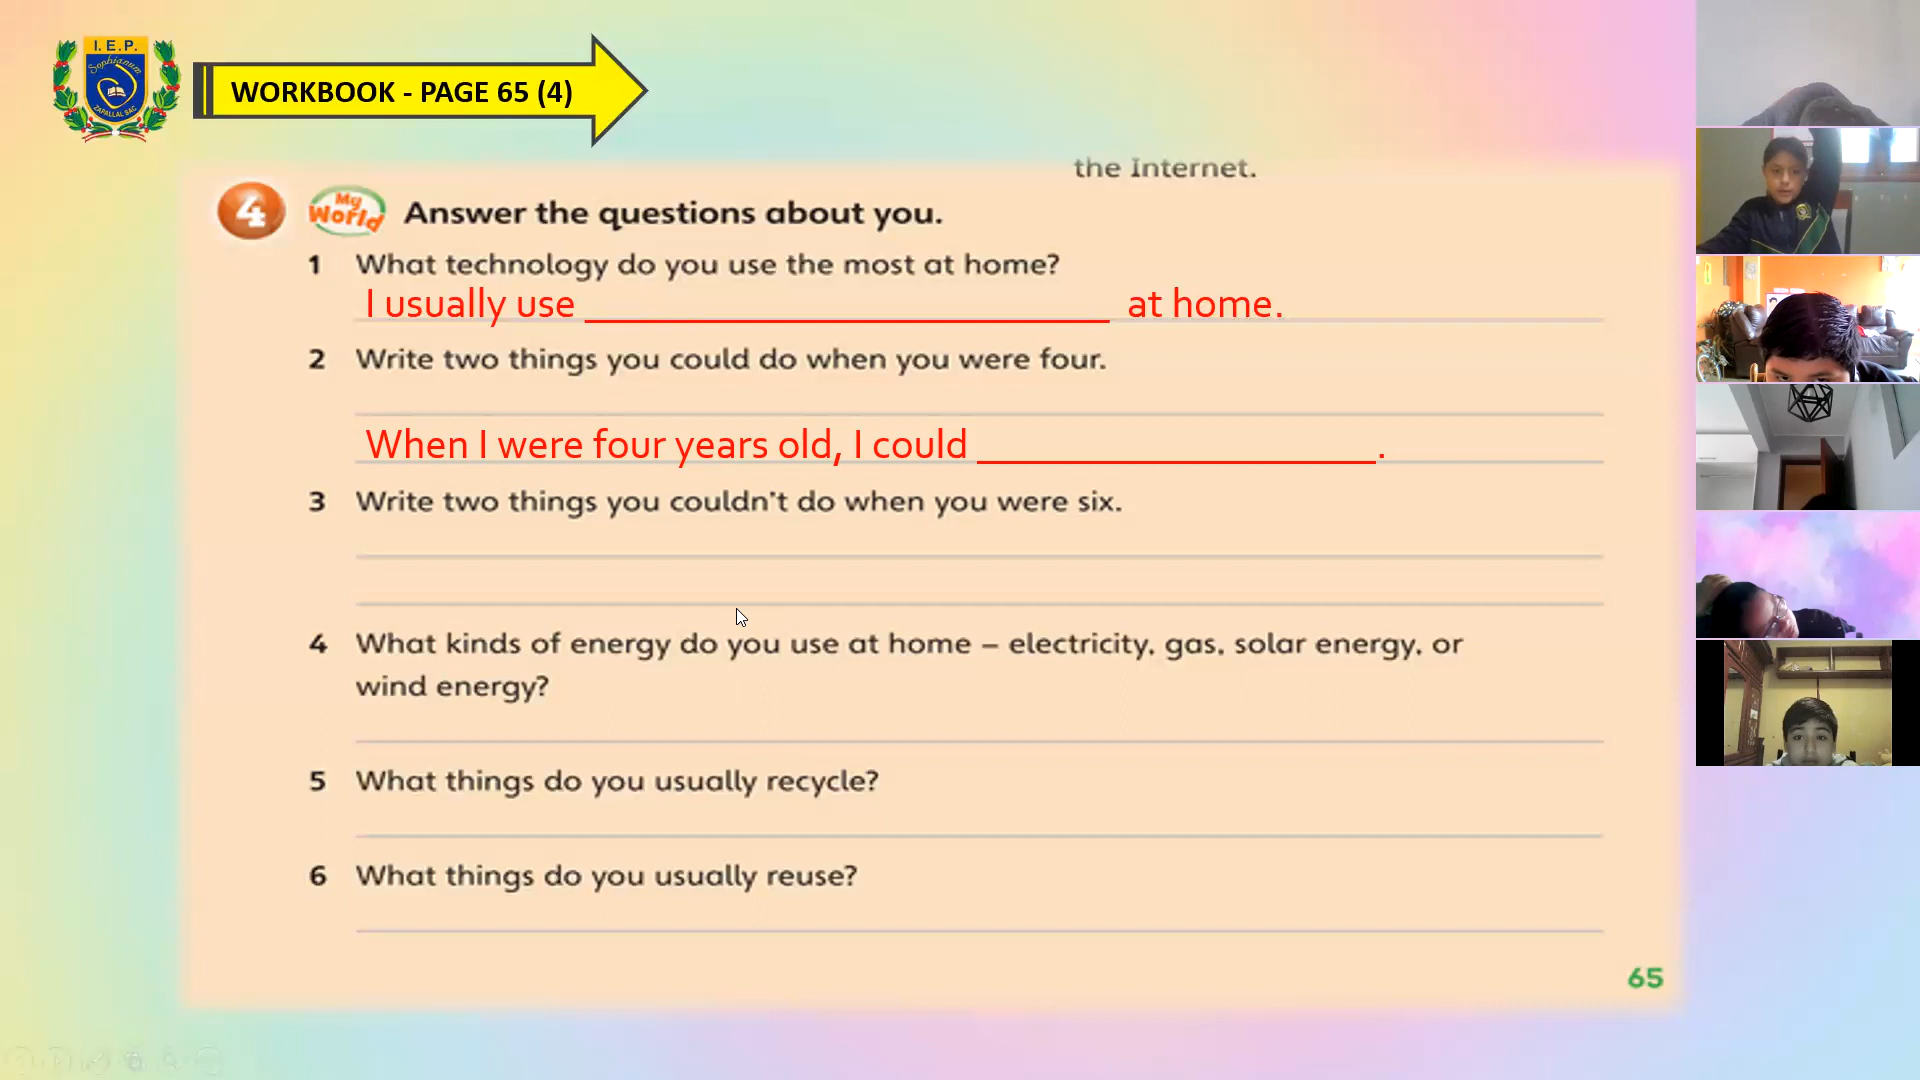 I.E.P.
Sophianum
ZAPALLAL SAC
WORKBOOK - PAGE 65 (4)
the Internet.
4 My World Answer the questions about you.
1 What technology do you use the most at home?
I usually use ______________________ at home.
2 Write two things you could do when you were four.
When I were four years old, I could _________________.
3 Write two things you couldn't do when you were six.
4 What kinds of energy do you use at home – electricity, gas, solar energy, or
wind energy?
5 What things do you usually recycle?
6 What things do you usually reuse?
65